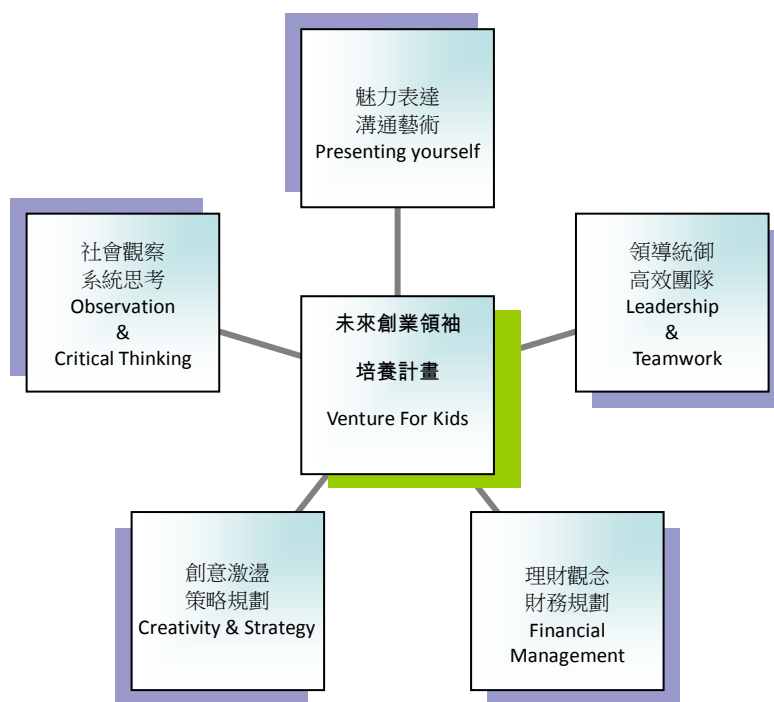 魅力表達
溝通藝術
Presenting yourself
社會觀察
系統思考
Observation
&
Critical Thinking
領導統御
高效團隊
Leadership
&
Teamwork
未來創業領袖
培養計畫
Venture For Kids
創意激盪
策略規劃
Creativity & Strategy
理財觀念
財務規劃
Financial
Management